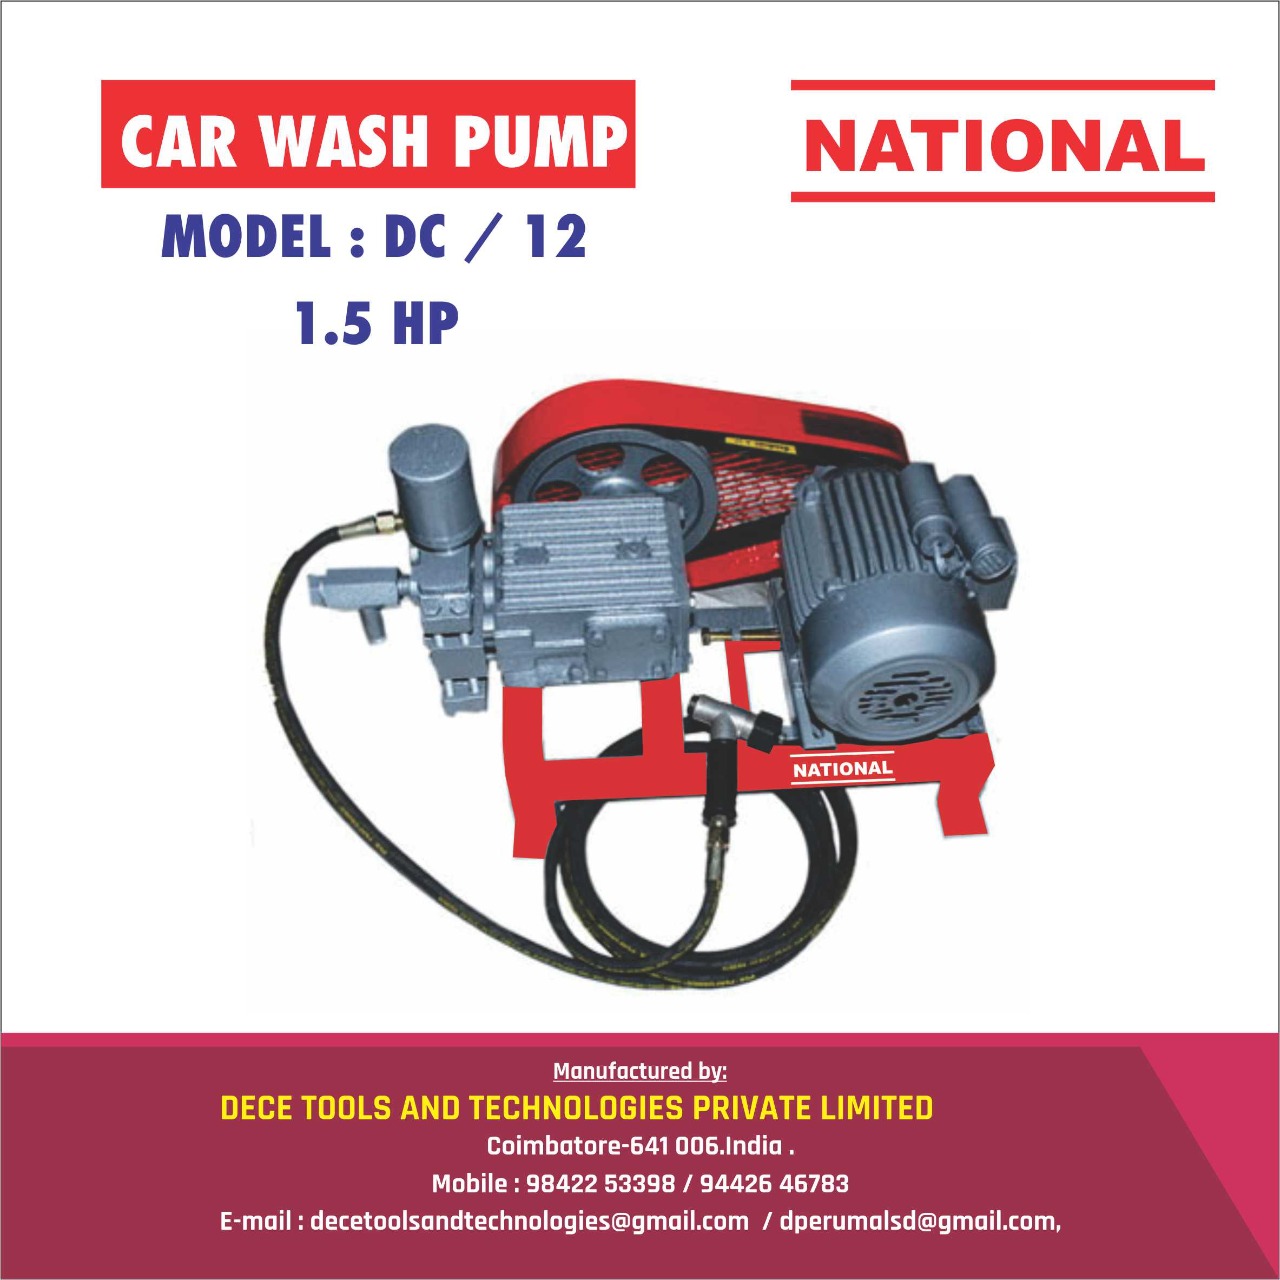 CAR WASH PUMP
NATIONAL
MODEL : DC / 12
1.5 HP
NATIONAL
Manufactured by:
DECE TOOLS AND TECHNOLOGIES PRIVATE LIMITED
Coimbatore-641 006.India .
Mobile : 98422 53398 / 94426 46783
E-mail : decetoolsandtechnologies@gmail.com / dperumalsd@gmail.com,